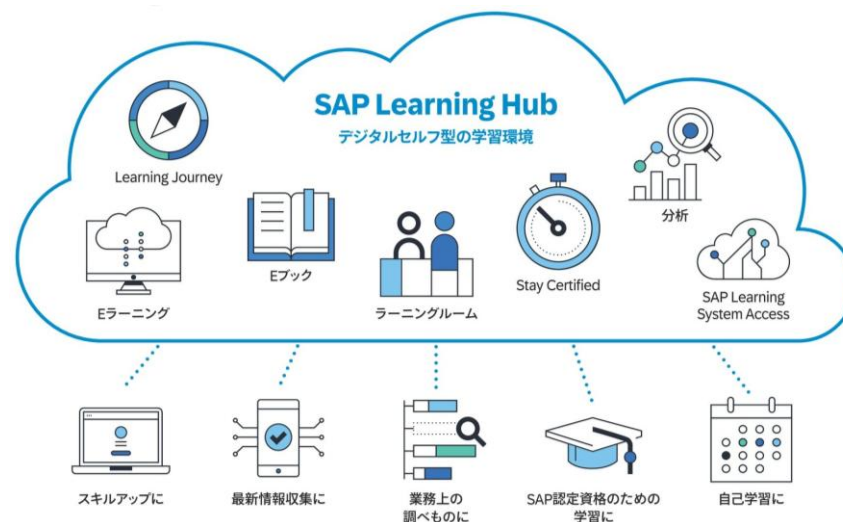 SAP Learning Hub
デジタルセルフ型の学習環境
Learning Journey
分析
Eブック
Stay Certified
Eラーニング
ラーニングルーム
SAP Learning
System Access
スキルアップに
最新情報収集に
業務上の
調べものに
SAP認定資格のための
学習に
自己学習に